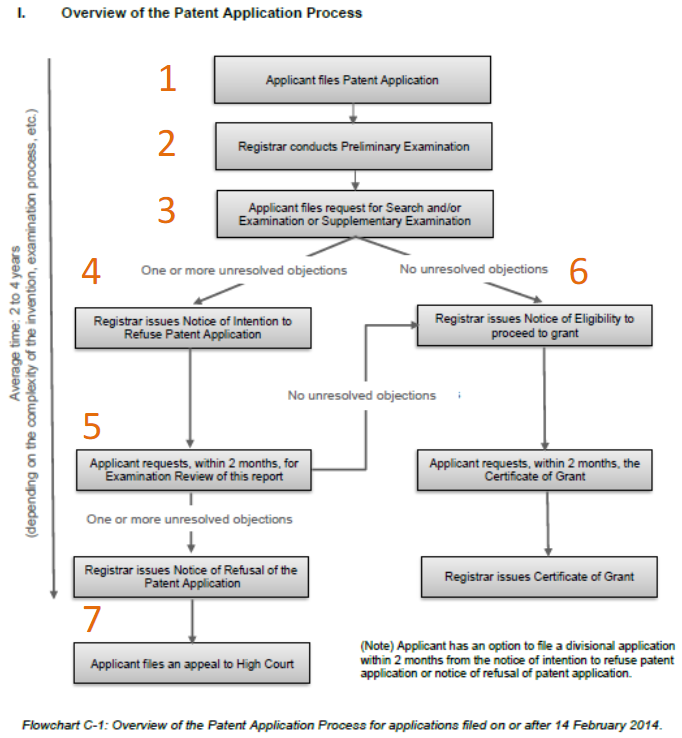 I. Overview of the Patent Application Process
Average time: 2 to 4 years
(depending on the complexity of the invention, examination process, etc.)
1
Applicant files Patent Application
2
Registrar conducts Preliminary Examination
3
Applicant files request for Search and/or
Examination or Supplementary Examination
4
One or more unresolved objections
No unresolved objections
6
Registrar issues Notice of Intention to
Refuse Patent Application
Registrar issues Notice of Eligibility to
proceed to grant
No unresolved objections
5
Applicant requests, within 2 months, for
Examination Review of this report
Applicant requests, within 2 months, the
Certificate of Grant
One or more unresolved objections
Registrar issues Notice of Refusal of the
Patent Application
Registrar issues Certificate of Grant
7
Applicant files an appeal to High Court
(Note) Applicant has an option to file a divisional application
within 2 months from the notice of intention to refuse patent
application or notice of refusal of patent application.
Flowchart C-1: Overview of the Patent Application Process for applications filed on or after 14 February 2014.